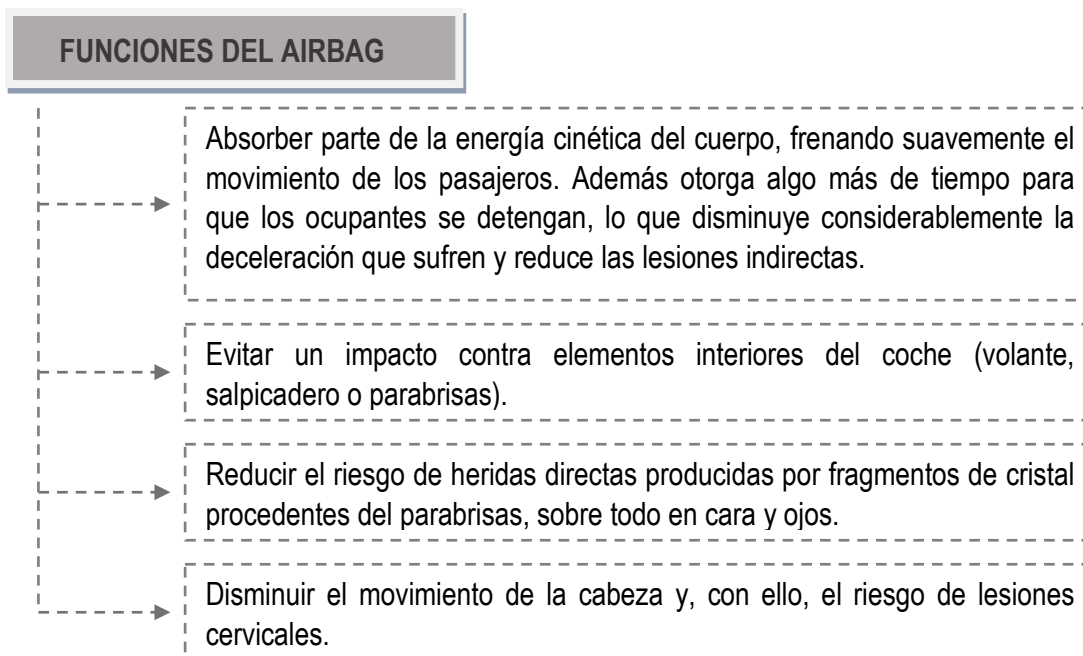 FUNCIONES DEL AIRBAG
Absorber parte de la energía cinética del cuerpo, frenando suavemente el
movimiento de los pasajeros. Además otorga algo más de tiempo para
que los ocupantes se detengan, lo que disminuye considerablemente la
deceleración que sufren y reduce las lesiones indirectas.
Evitar un impacto contra elementos interiores del coche (volante,
salpicadero o parabrisas).
Reducir el riesgo de heridas directas producidas por fragmentos de cristal
procedentes del parabrisas, sobre todo en cara y ojos.
Disminuir el movimiento de la cabeza y, con ello, el riesgo de lesiones
cervicales.